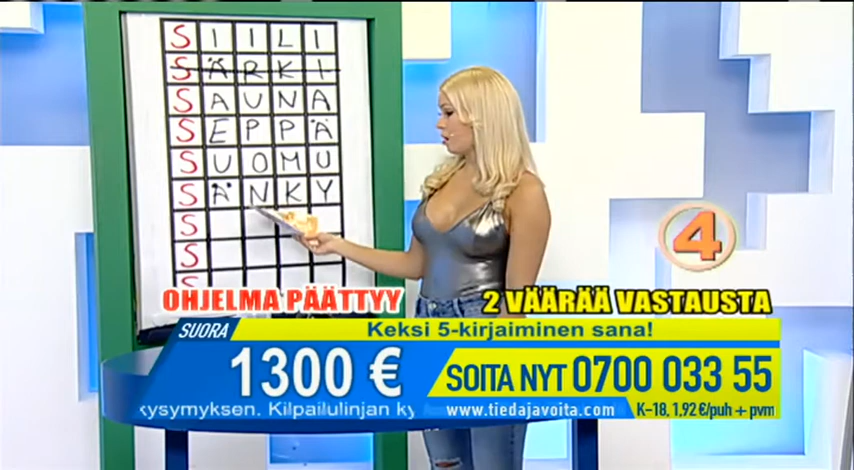 SIILI
SÄRKI
SAUNA
SEPPÄ
SUOMU
SÄNKY
S
S
S
4
OHJELMA PÄÄTTYY
2 VÄÄRÄÄ VASTAUSTA
SUORA
Keksi 5-kirjaiminen sana!
1300 €
SOITA NYT 0700 033 55
kysymyksen. Kilpailulinjan ky
www.tiedajavoita.com
K-18, 1,92 €/puh + pvm